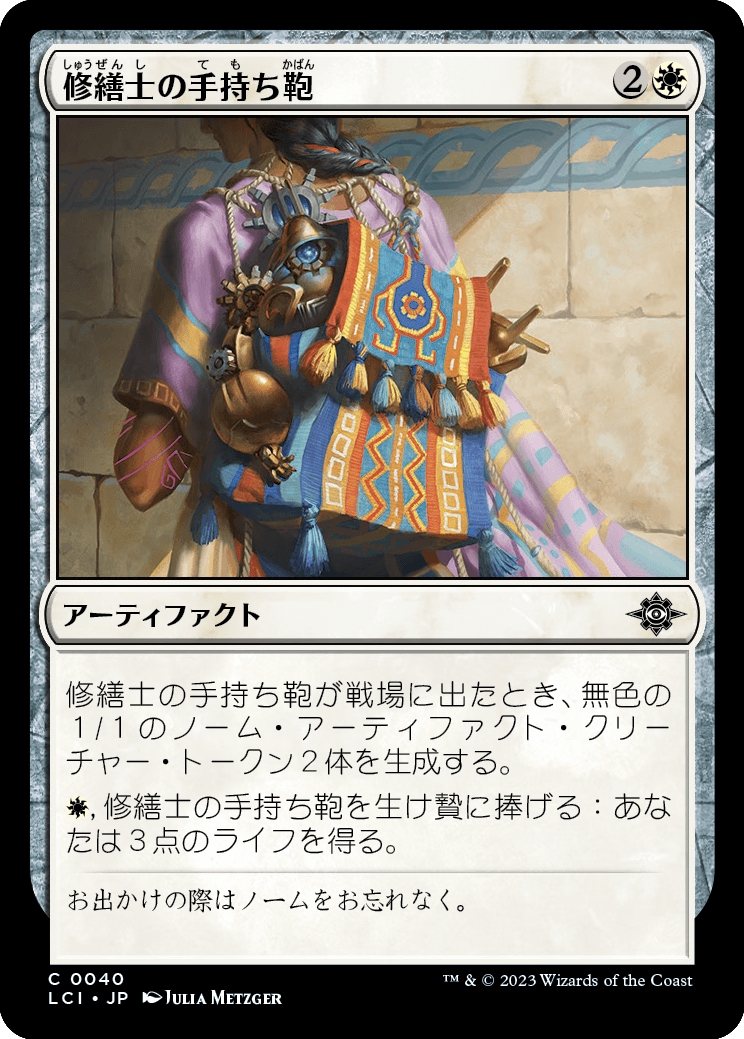 しゅうぜんし ても かばん
修繕士の手持ち鞄 2
アーティファクト
修繕士の手持ち鞄が戦場に出たとき、無色の
1/1のノーム・アーティファクト・クリー
チャー・トークン2体を生成する。
,修繕士の手持ち鞄を生け贄に捧げる:あな
たは3点のライフを得る。
お出かけの際はノームをお忘れなく。
C 0040
LCI • JP Julia Metzger
™ & © 2023 Wizards of the Coast